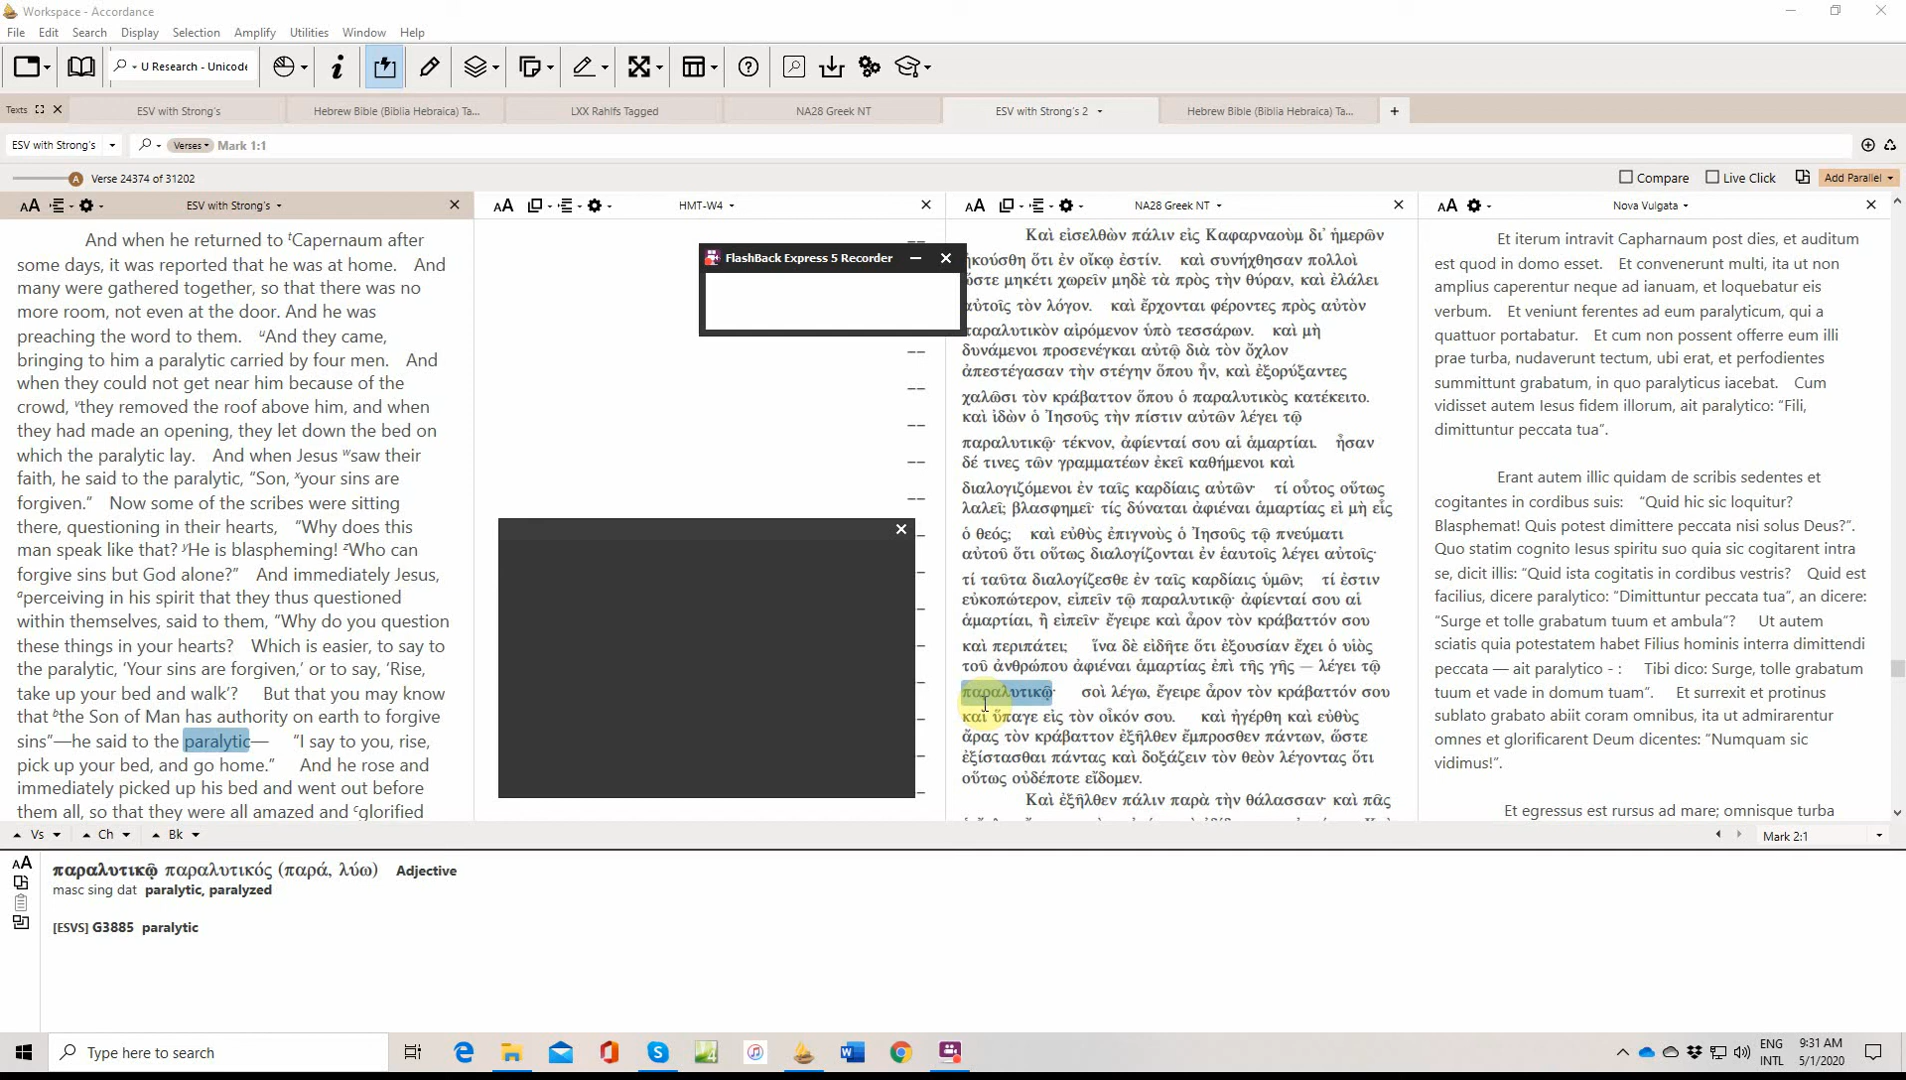 Workspace - Accordance
File Edit Search Display Selection Amplify Utilities Window Help
U Research - Unicode
Texts ESV with Strong's Hebrew Bible (Biblia Hebraica) Ta... LXX Rahlfs Tagged NA28 Greek NT ESV with Strong's 2 Hebrew Bible (Biblia Hebraica) Ta... +
ESV with Strong's Verses Mark 1:1
A Verse 24374 of 31202 Compare Live Click Add Parallel
AA ESV with Strong's
And when he returned to ᵗCapernaum after
some days, it was reported that he was at home. And
many were gathered together, so that there was no
more room, not even at the door. And he was
preaching the word to them. ᵘAnd they came,
bringing to him a paralytic carried by four men. And
when they could not get near him because of the
crowd, ᵛthey removed the roof above him, and when
they had made an opening, they let down the bed on
which the paralytic lay. And when Jesus ʷsaw their
faith, he said to the paralytic, “Son, ˣyour sins are
forgiven.” Now some of the scribes were sitting
there, questioning in their hearts, “Why does this
man speak like that? ʸHe is blaspheming! ᶻWho can
forgive sins but God alone?” And immediately Jesus,
ᵃperceiving in his spirit that they thus questioned
within themselves, said to them, “Why do you question
these things in your hearts? Which is easier, to say to
the paralytic, ‘Your sins are forgiven,’ or to say, ‘Rise,
take up your bed and walk’? But that you may know
that ᵇthe Son of Man has authority on earth to forgive
sins”—he said to the paralytic— “I say to you, rise,
pick up your bed, and go home.” And he rose and
immediately picked up his bed and went out before
them all, so that they were all amazed and ᶜglorified
AA HMT-W4
FlashBack Express 5 Recorder
AA NA28 Greek NT
Καὶ εἰσελθὼν πάλιν εἰς Καφαρναοὺμ δι᾽ ἡμερῶν
ἠκούσθη ὅτι ἐν οἴκῳ ἐστίν. καὶ συνήχθησαν πολλοὶ
ὥστε μηκέτι χωρεῖν μηδὲ τὰ πρὸς τὴν θύραν, καὶ ἐλάλει
αὐτοῖς τὸν λόγον. καὶ ἔρχονται φέροντες πρὸς αὐτὸν
παραλυτικὸν αἰρόμενον ὑπὸ τεσσάρων. καὶ μὴ
δυνάμενοι προσενέγκαι αὐτῷ διὰ τὸν ὄχλον
ἀπεστέγασαν τὴν στέγην ὅπου ἦν, καὶ ἐξορύξαντες
χαλῶσι τὸν κράβαττον ὅπου ὁ παραλυτικὸς κατέκειτο.
καὶ ἰδὼν ὁ Ἰησοῦς τὴν πίστιν αὐτῶν λέγει τῷ
παραλυτικῷ· τέκνον, ἀφίενταί σου αἱ ἁμαρτίαι. ἦσαν
δέ τινες τῶν γραμματέων ἐκεῖ καθήμενοι καὶ
διαλογιζόμενοι ἐν ταῖς καρδίαις αὐτῶν· τί οὗτος οὕτως
λαλεῖ; βλασφημεῖ· τίς δύναται ἀφιέναι ἁμαρτίας εἰ μὴ εἷς
ὁ θεός; καὶ εὐθὺς ἐπιγνοὺς ὁ Ἰησοῦς τῷ πνεύματι
αὐτοῦ ὅτι οὕτως διαλογίζονται ἐν ἑαυτοῖς λέγει αὐτοῖς·
τί ταῦτα διαλογίζεσθε ἐν ταῖς καρδίαις ὑμῶν; τί ἐστιν
εὐκοπώτερον, εἰπεῖν τῷ παραλυτικῷ· ἀφίενταί σου αἱ
ἁμαρτίαι, ἢ εἰπεῖν· ἔγειρε καὶ ἆρον τὸν κράβαττόν σου
καὶ περιπάτει; ἵνα δὲ εἰδῆτε ὅτι ἐξουσίαν ἔχει ὁ υἱὸς
τοῦ ἀνθρώπου ἀφιέναι ἁμαρτίας ἐπὶ τῆς γῆς — λέγει τῷ
παραλυτικῷ· σοὶ λέγω, ἔγειρε ἆρον τὸν κράβαττόν σου
καὶ ὕπαγε εἰς τὸν οἶκόν σου. καὶ ἠγέρθη καὶ εὐθὺς
ἄρας τὸν κράβαττον ἐξῆλθεν ἔμπροσθεν πάντων, ὥστε
ἐξίστασθαι πάντας καὶ δοξάζειν τὸν θεὸν λέγοντας ὅτι
οὕτως οὐδέποτε εἴδομεν.
Καὶ ἐξῆλθεν πάλιν παρὰ τὴν θάλασσαν· καὶ πᾶς
AA Nova Vulgata
Et iterum intravit Capharnaum post dies, et auditum
est quod in domo esset. Et convenerunt multi, ita ut non
amplius caperentur neque ad ianuam, et loquebatur eis
verbum. Et veniunt ferentes ad eum paralyticum, qui a
quattuor portabatur. Et cum non possent offerre eum illi
prae turba, nudaverunt tectum, ubi erat, et perfodientes
summittunt grabatum, in quo paralyticus iacebat. Cum
vidisset autem Iesus fidem illorum, ait paralytico: “Fili,
dimittuntur peccata tua”.
Erant autem illic quidam de scribis sedentes et
cogitantes in cordibus suis: “Quid hic sic loquitur?
Blasphemat! Quis potest dimittere peccata nisi solus Deus?”.
Quo statim cognito Iesus spiritu suo quia sic cogitarent intra
se, dicit illis: “Quid ista cogitatis in cordibus vestris? Quid est
facilius, dicere paralytico: “Dimittuntur peccata tua”, an dicere:
“Surge et tolle grabatum tuum et ambula”? Ut autem
sciatis quia potestatem habet Filius hominis interra dimittendi
peccata — ait paralytico - : Tibi dico: Surge, tolle grabatum
tuum et vade in domum tuam”. Et surrexit et protinus
sublato grabato abiit coram omnibus, ita ut admirarentur
omnes et glorificarent Deum dicentes: “Numquam sic
vidimus!”.
Et egressus est rursus ad mare; omnisque turba
Vs Ch Bk Mark 2:1
AA παραλυτικῷ παραλυτικός (παρά, λύω) Adjective
masc sing dat paralytic, paralyzed
[ESVS] G3885 paralytic
Type here to search
ENG 9:31 AM
INTL 5/1/2020